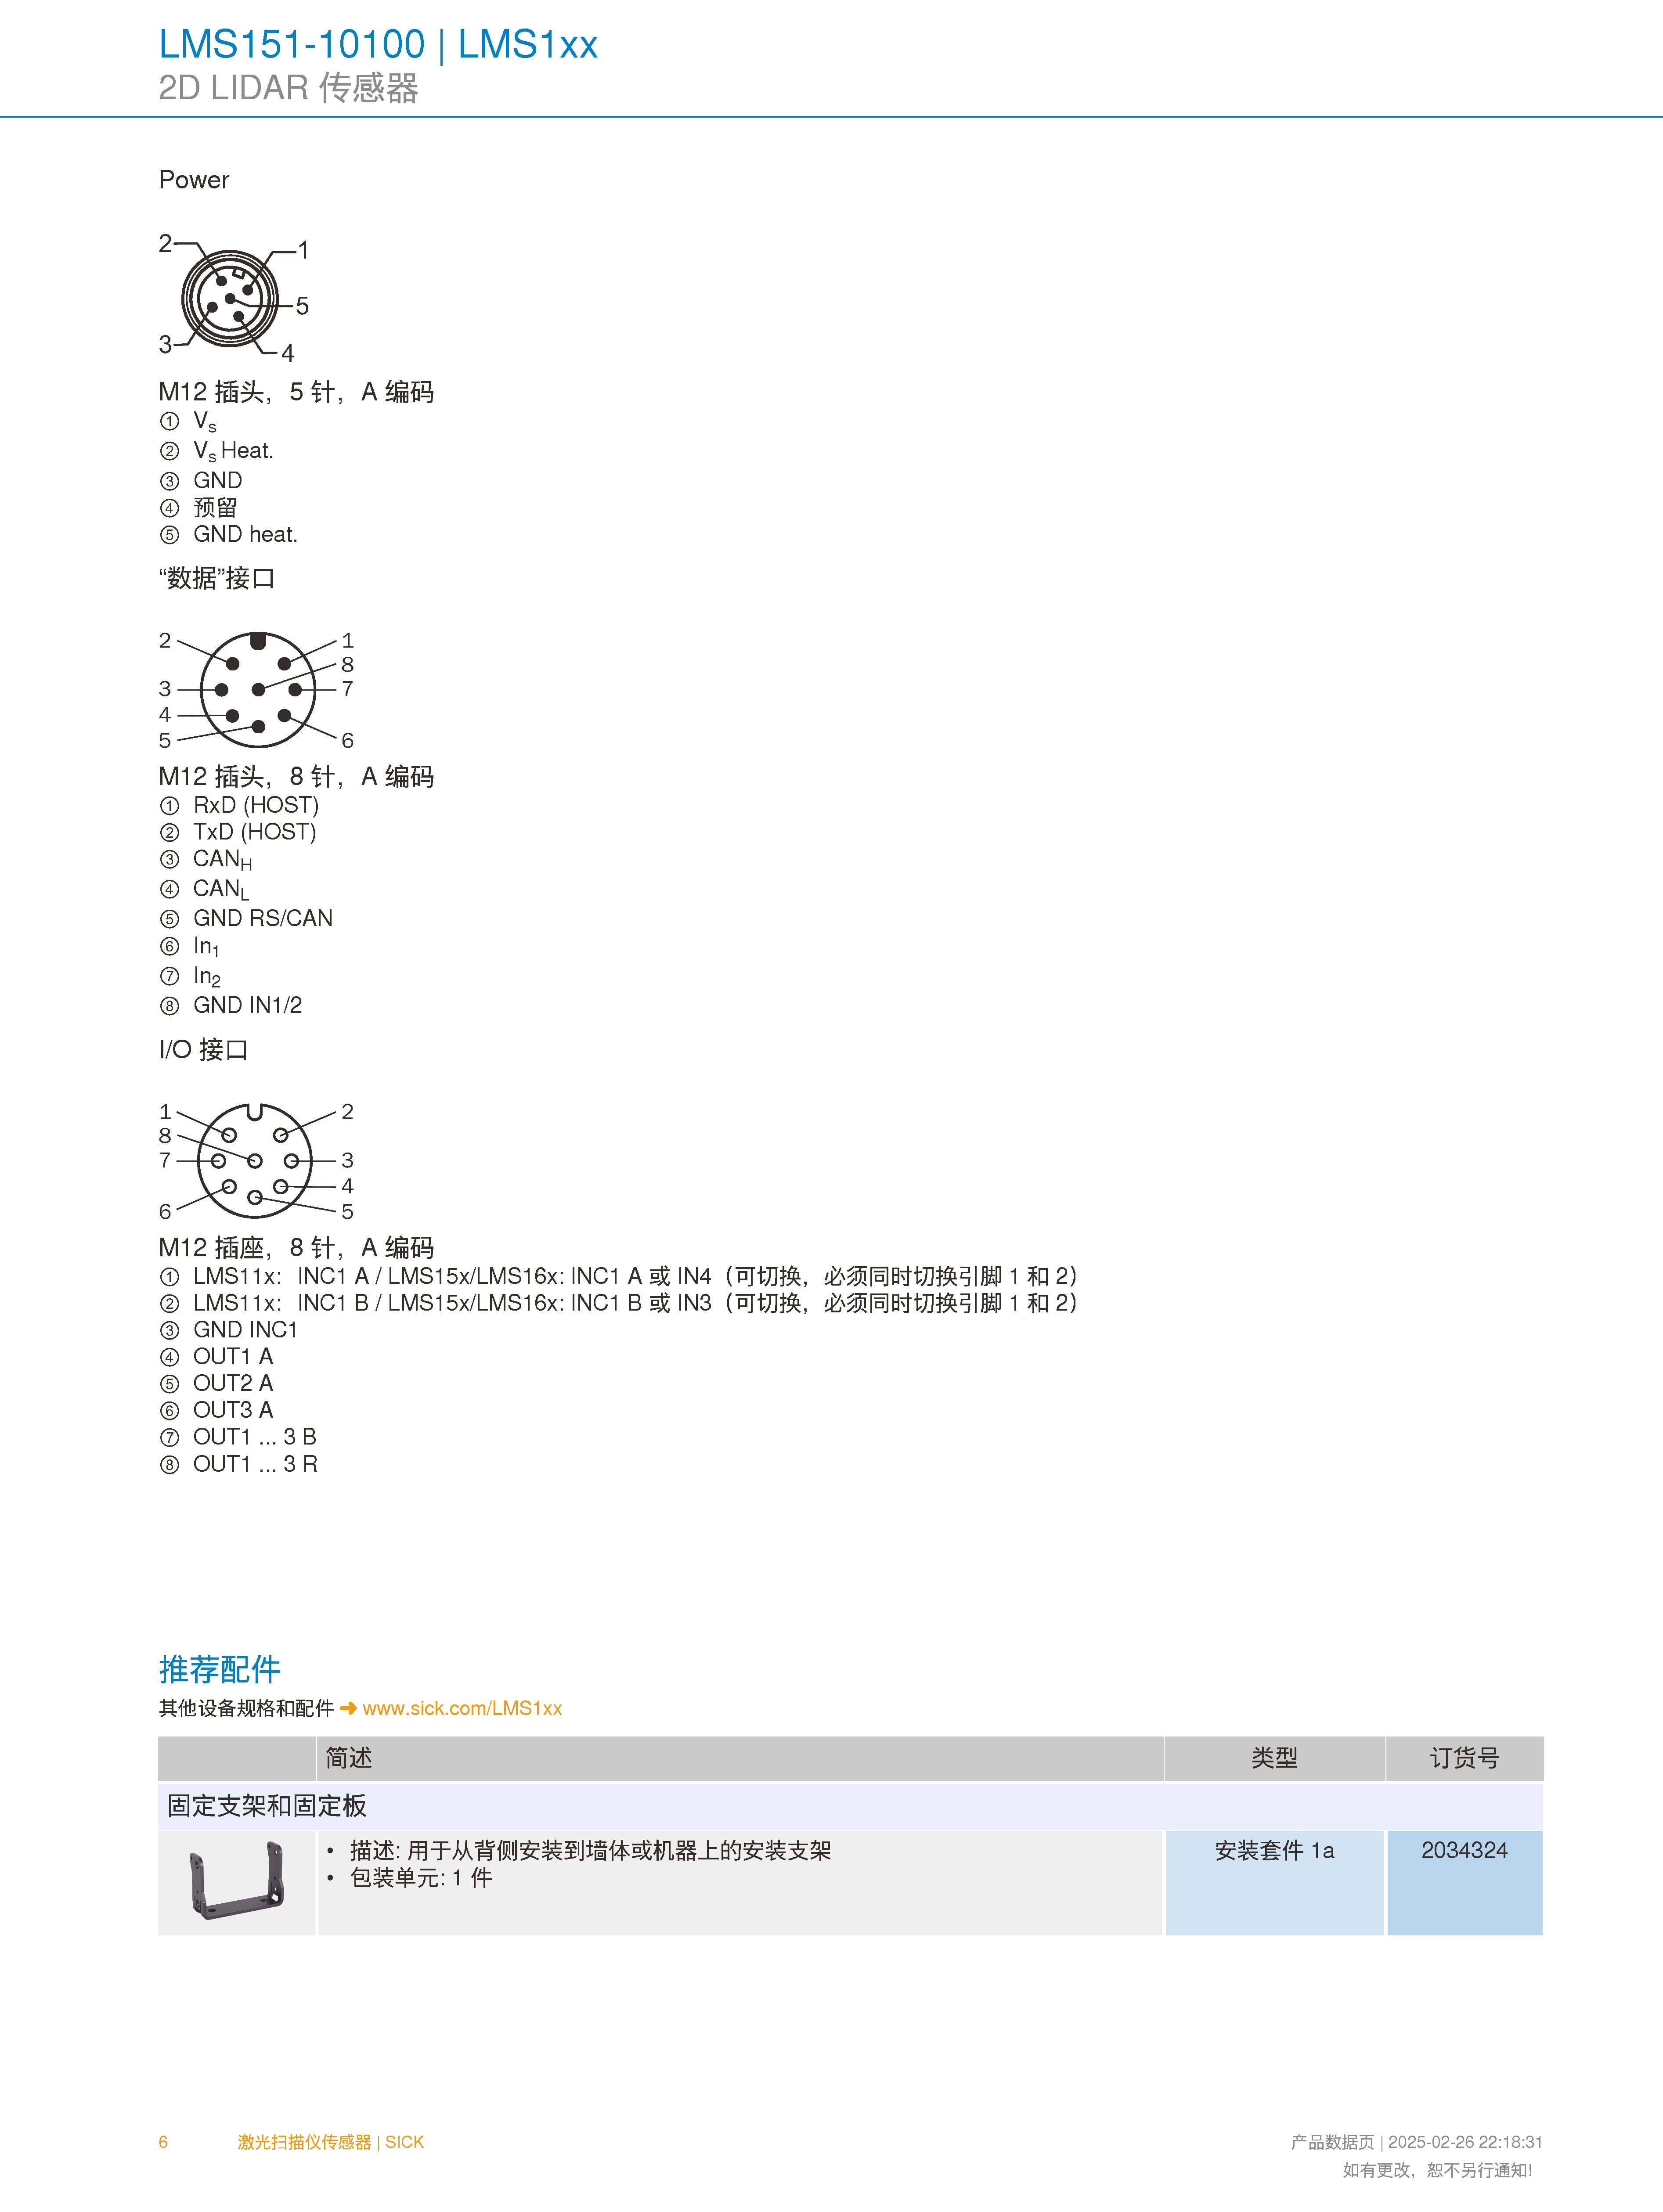 LMS151-10100 | LMS1xx
2D LIDAR 传感器
Power
2
1
5
3
4
M12 插头，5 针，A 编码
① Vs
② Vs Heat.
③ GND
④ 预留
⑤ GND heat.
“数据”接口
2
1
8
3
7
4
5
6
M12 插头，8 针，A 编码
① RxD (HOST)
② TxD (HOST)
③ CANH
④ CANL
⑤ GND RS/CAN
⑥ In1
⑦ In2
⑧ GND IN1/2
I/O 接口
1
2
8
7
3
4
6
5
M12 插座，8 针，A 编码
① LMS11x：INC1 A / LMS15x/LMS16x: INC1 A 或 IN4（可切换，必须同时切换引脚 1 和 2）
② LMS11x：INC1 B / LMS15x/LMS16x: INC1 B 或 IN3（可切换，必须同时切换引脚 1 和 2）
③ GND INC1
④ OUT1 A
⑤ OUT2 A
⑥ OUT3 A
⑦ OUT1 ... 3 B
⑧ OUT1 ... 3 R
推荐配件
其他设备规格和配件 ➜ www.sick.com/LMS1xx
简述 类型 订货号
固定支架和固定板
• 描述: 用于从背侧安装到墙体或机器上的安装支架 安装套件 1a 2034324
• 包装单元: 1 件
6 激光扫描仪传感器 | SICK 产品数据页 | 2025-02-26 22:18:31
如有更改，恕不另行通知!